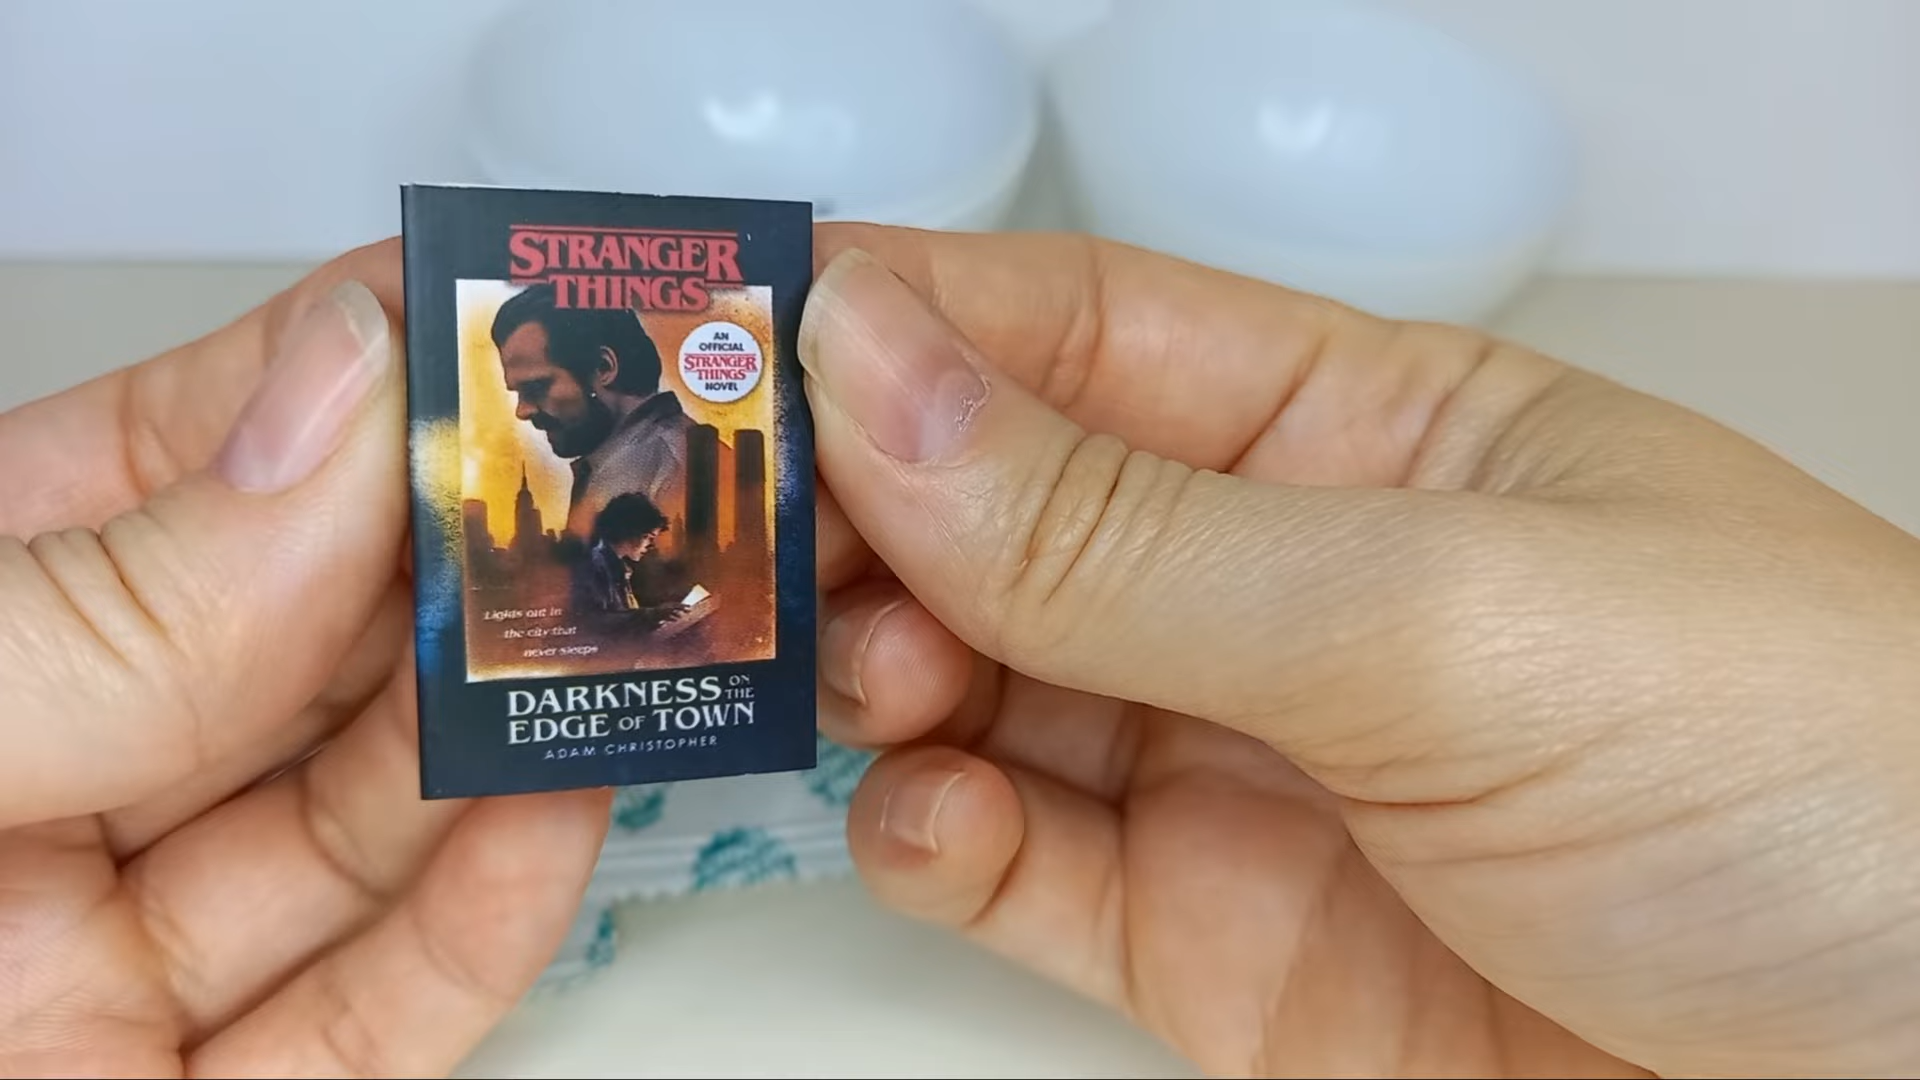 STRANGER
THINGS
AN
OFFICIAL
STRANGER
THINGS
NOVEL
Lights out in
the city that
never sleeps
DARKNESS ON THE
EDGE OF TOWN
ADAM CHRISTOPHER